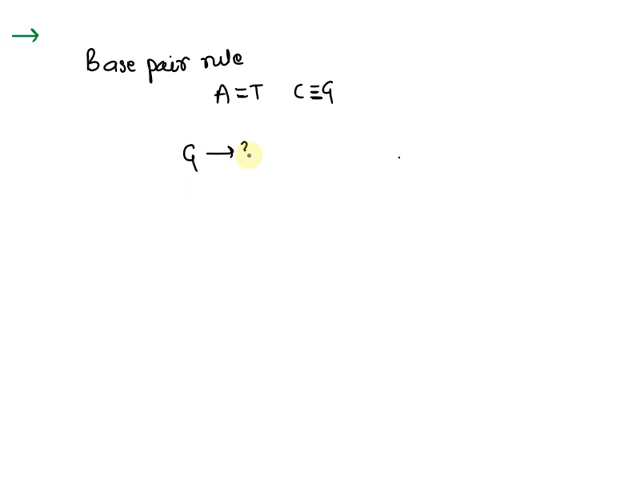 →
Base pair rule
A=T C≡G
G → ?